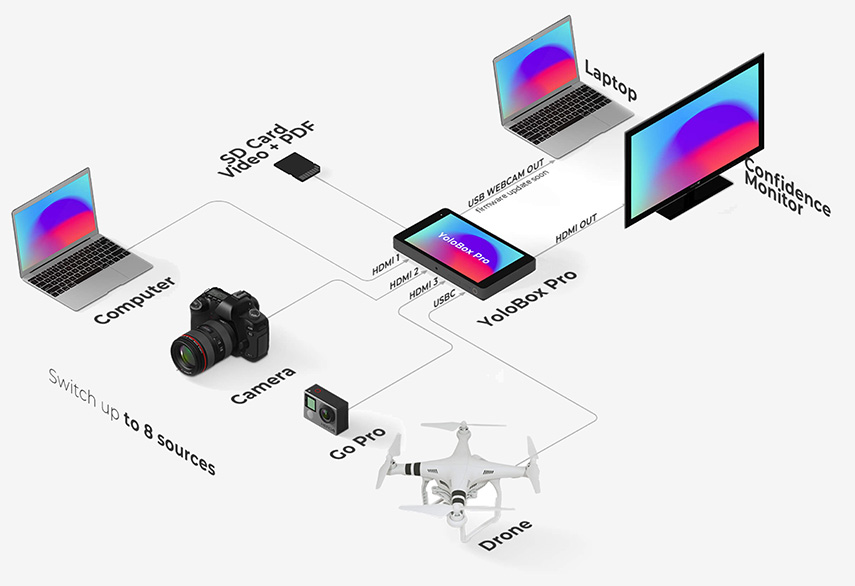 Laptop
SD Card
Video + PDF
USB WEBCAM OUT
firmware update soon
Confidence
Monitor
HDMI OUT
YoloBox Pro
HDMI 1
HDMI 2
HDMI 3
USBC
YoloBox Pro
Computer
Camera
Switch up to 8 sources
Go Pro
Drone